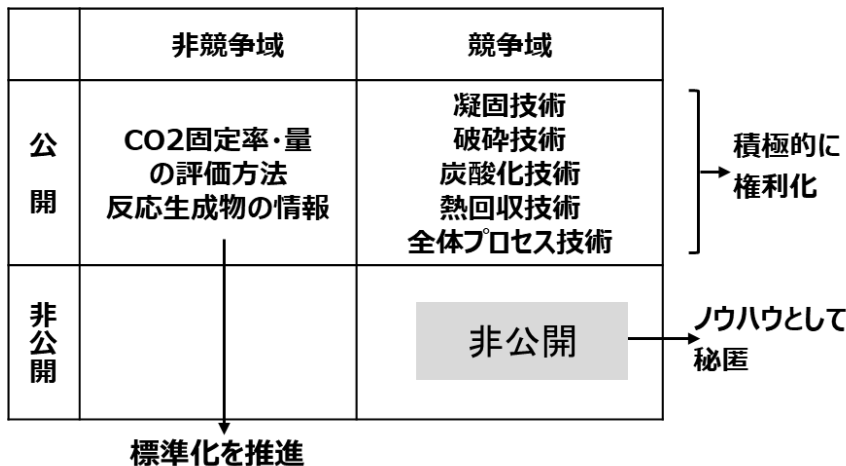 非競争域
競争域
公開
CO2固定率・量
の評価方法
反応生成物の情報
凝固技術
破砕技術
炭酸化技術
熱回収技術
全体プロセス技術
積極的に
権利化
非公開
非公開
ノウハウとして
秘匿
標準化を推進